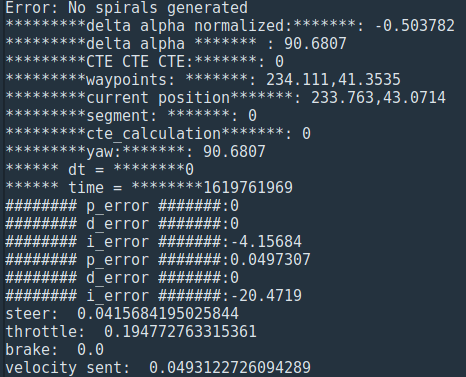 Error: No spirals generated
*********delta alpha normalized:*******: -0.503782
*********delta alpha ******* : 90.6807
*********CTE CTE CTE:*******: 0
*********waypoints: *******: 234.111,41.3535
*********current position*******: 233.763,43.0714
*********segment: *******: 0
*********cte_calculation*******: 0
*********yaw:*******: 90.6807
****** dt = ********0
****** time = ********1619761969
######## p_error #######:0
######## d_error #######:0
######## i_error #######:-4.15684
######## p_error #######:0.0497307
######## d_error #######:0
######## i_error #######:-20.4719
steer:  0.0415684195025844
throttle:  0.194772763315361
brake:  0.0
velocity sent:  0.0493122726094289